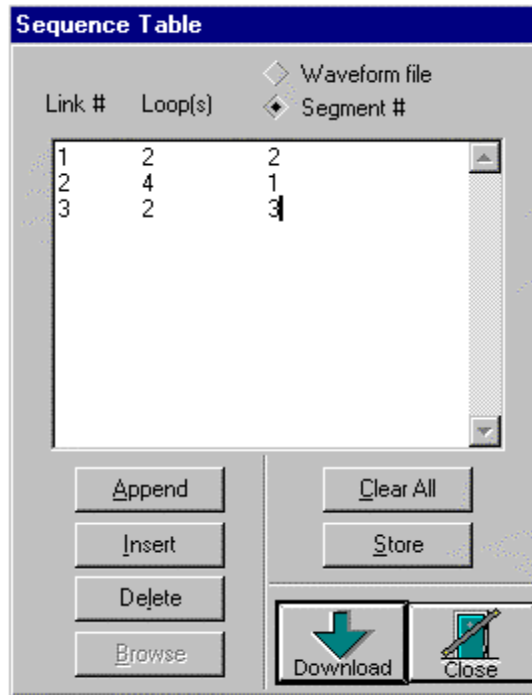 Sequence Table
Waveform file
Link # Loop(s) Segment #
1 2 2
2 4 1
3 2 3
Append Clear All
Insert Store
Delete
Browse
Download Close